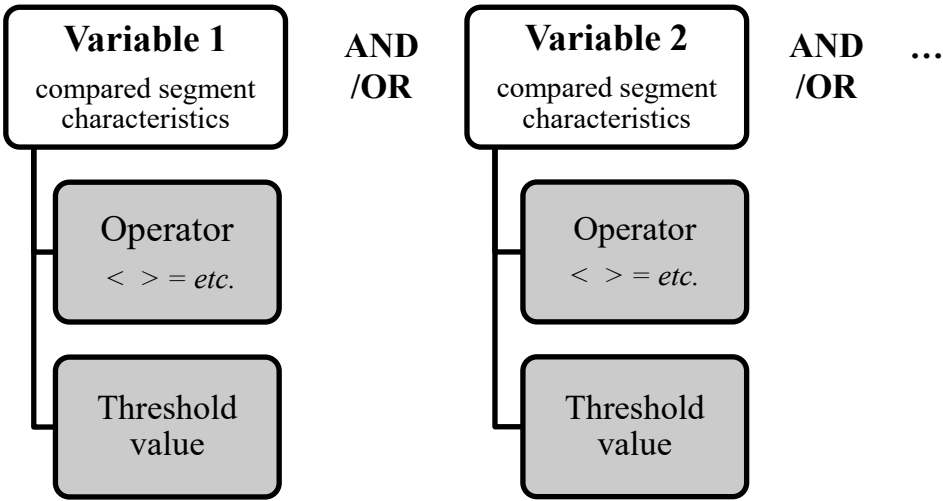 Variable 1
compared segment
characteristics
AND
/OR
Variable 2
compared segment
characteristics
AND
/OR
...
Operator
< > = etc.
Operator
< > = etc.
Threshold
value
Threshold
value